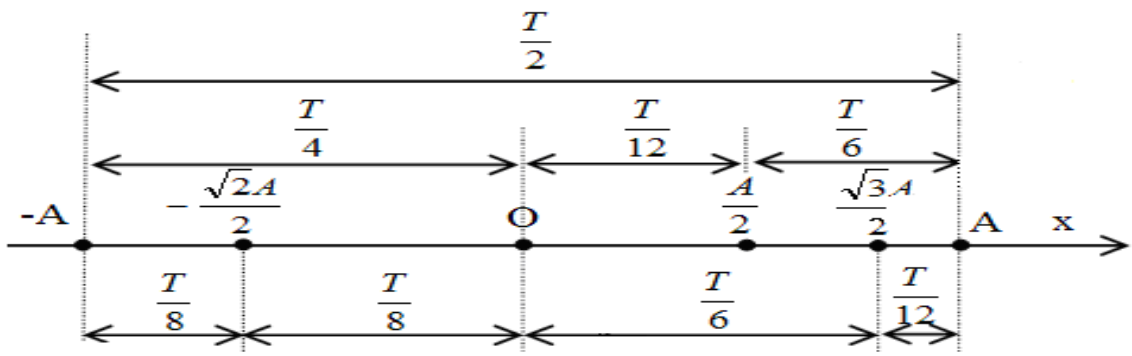 T/2
T/4 T/12 T/6
-A -√2A/2 O A/2 √3A/2 A x
T/8 T/8 T/6 T/12